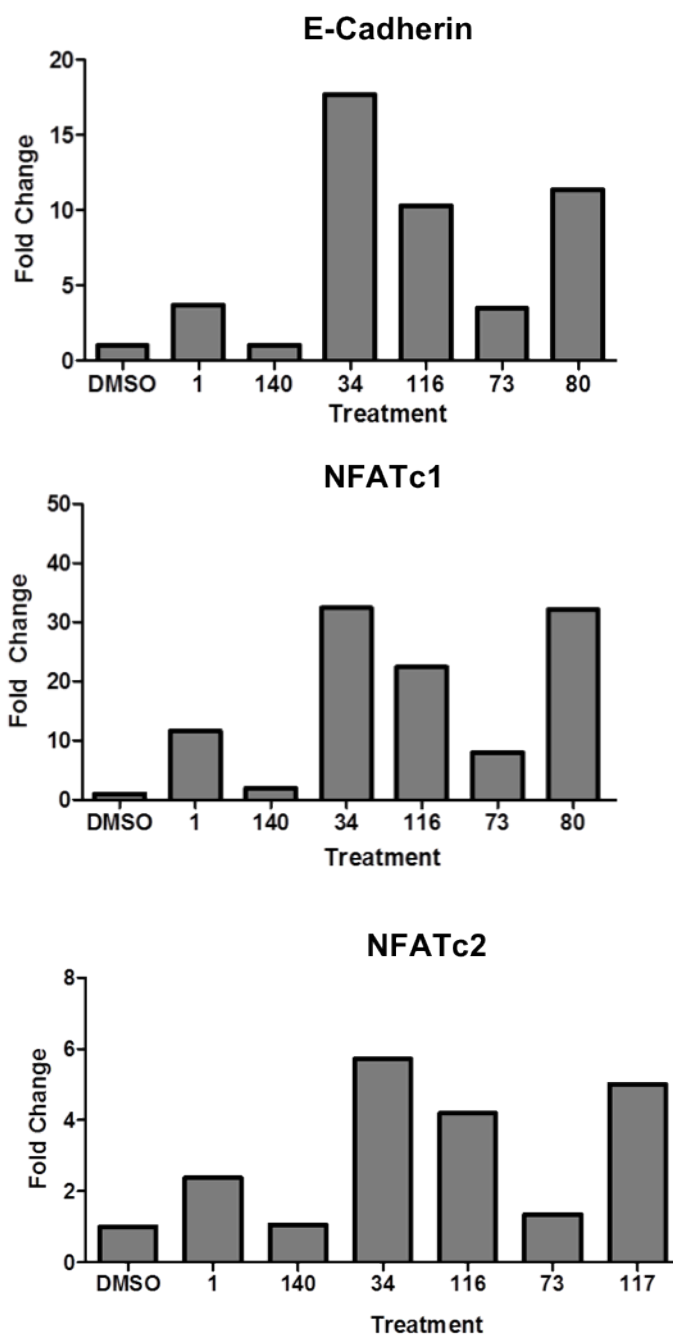 E-Cadherin
20
15
10
5
0
Fold Change
DMSO 1 140 34 116 73 80
Treatment
NFATc1
50
40
30
20
10
0
Fold Change
DMSO 1 140 34 116 73 80
Treatment
NFATc2
8
6
4
2
0
Fold Change
DMSO 1 140 34 116 73 117
Treatment